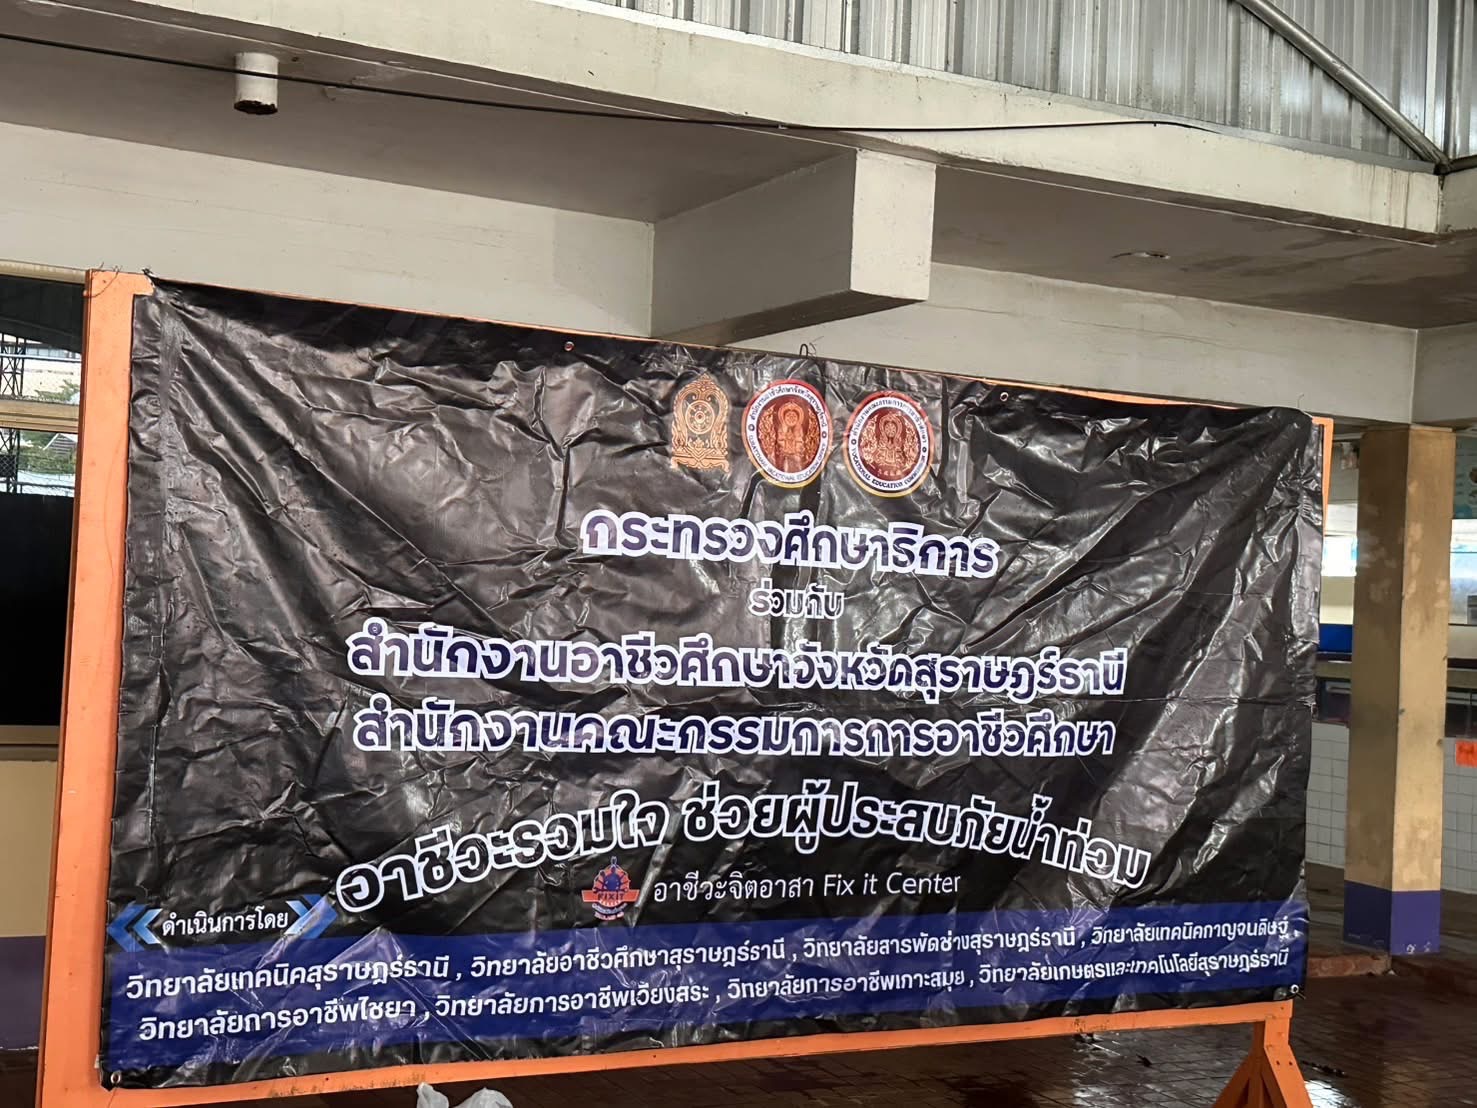 กระทรวงศึกษาธิการ
ร่วมกับ
สำนักงานอาชีวศึกษาจังหวัดสุราษฎร์ธานี
สำนักงานคณะกรรมการการอาชีวศึกษา
อาชีวะรวมใจ ช่วยผู้ประสบภัยน้ำท่วม
FIX IT
อาชีวะจิตอาสา Fix it Center
ดำเนินการโดย
วิทยาลัยเทคนิคสุราษฎร์ธานี , วิทยาลัยอาชีวศึกษาสุราษฎร์ธานี , วิทยาลัยสารพัดช่างสุราษฎร์ธานี , วิทยาลัยเทคนิคกาญจนดิษฐ์ ,
วิทยาลัยการอาชีพไชยา , วิทยาลัยการอาชีพเวียงสระ , วิทยาลัยการอาชีพเกาะสมุย , วิทยาลัยเกษตรและเทคโนโลยีสุราษฎร์ธานี